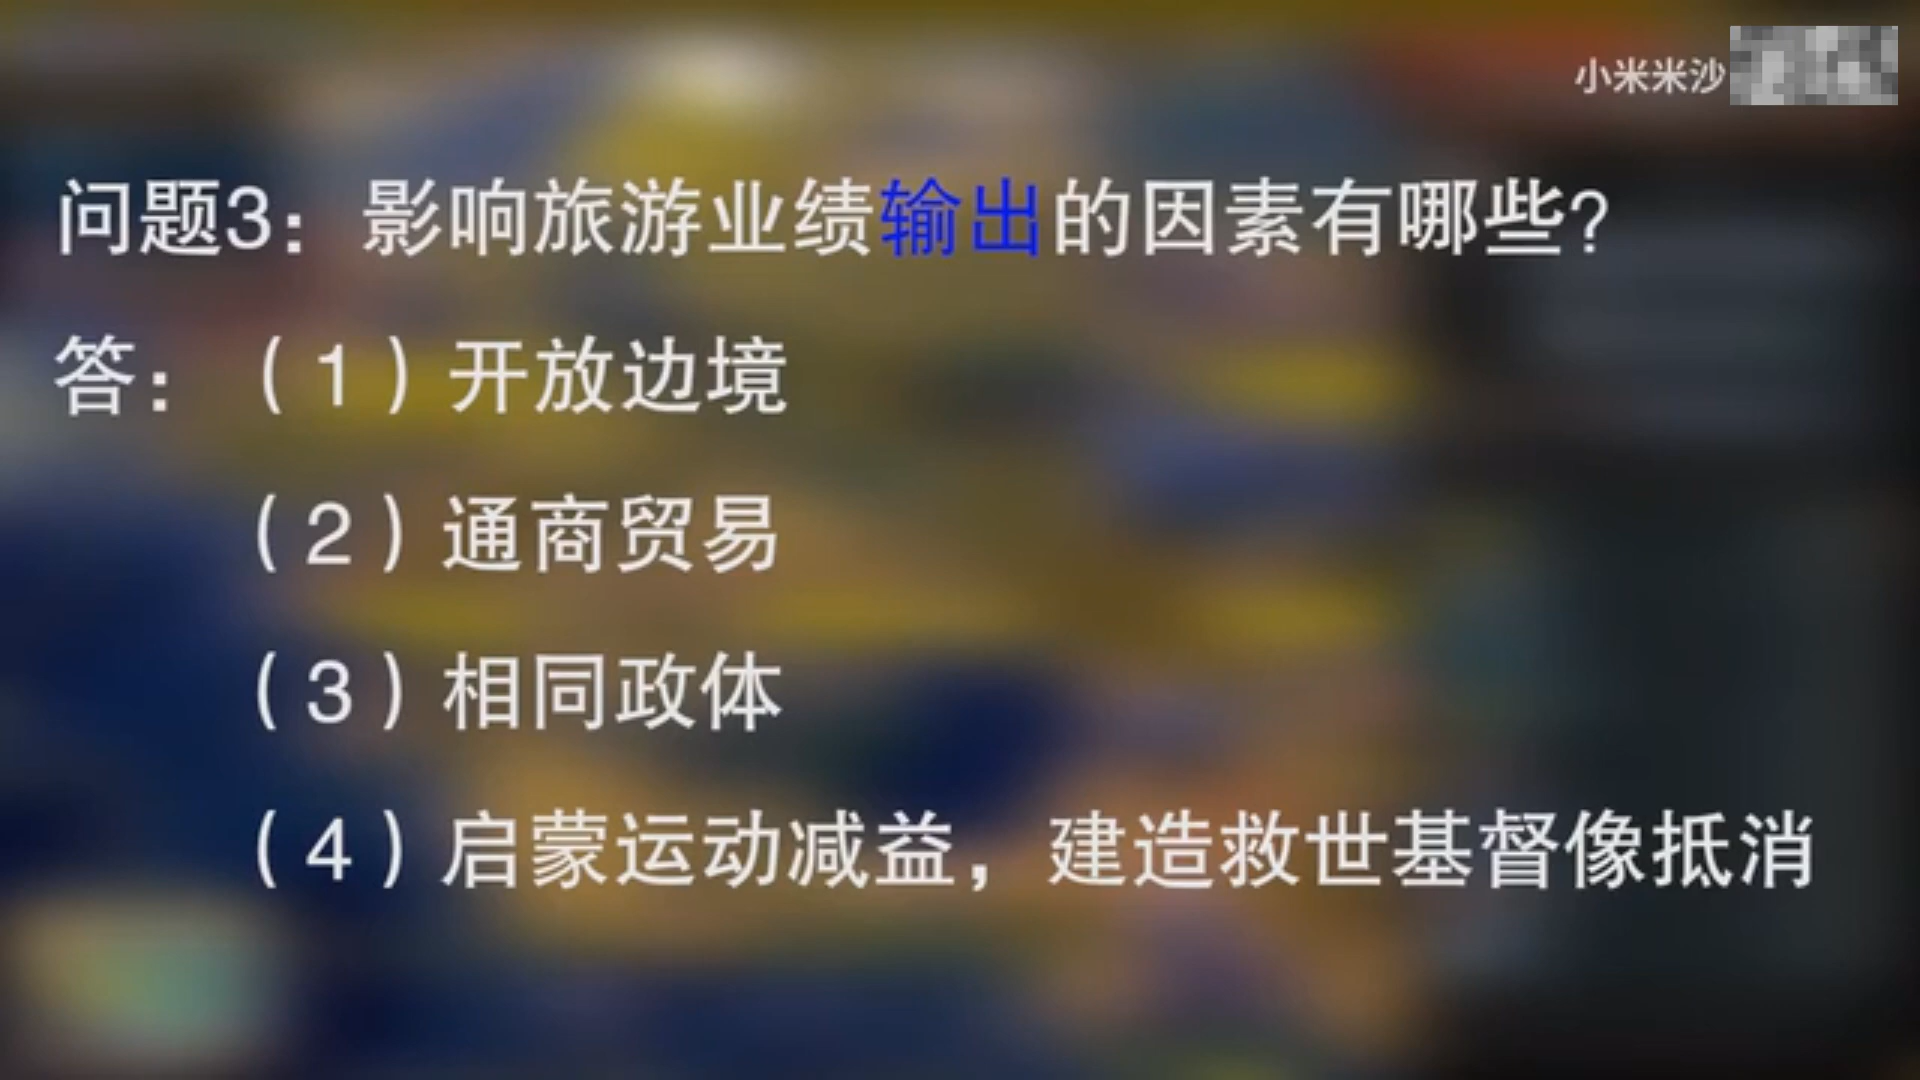 小米米沙
问题3：影响旅游业绩输出的因素有哪些？
答：（1）开放边境
（2）通商贸易
（3）相同政体
（4）启蒙运动减益，建造救世基督像抵消